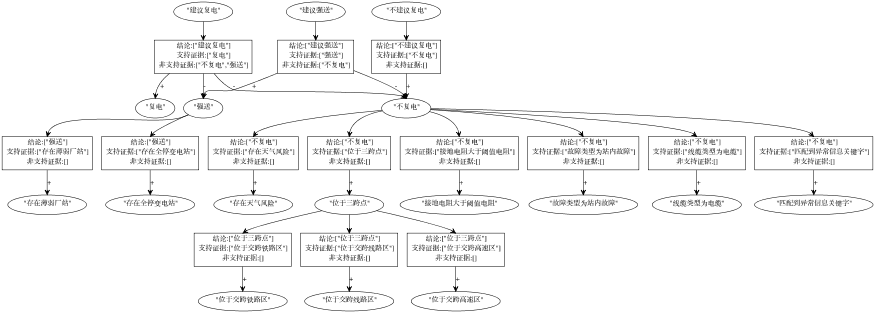 "建议复电"
"建议强送"
"不建议复电"
结论:["建议复电"]
支持证据:["复电"]
非支持证据:["不复电","强送"]
结论:["建议强送"]
支持证据:["强送"]
非支持证据:["不复电"]
结论:["不建议复电"]
支持证据:["不复电"]
非支持证据:[]
+
-
-
+
-
+
"复电"
"强送"
"不复电"
结论:["强送"]
支持证据:["存在薄弱厂站"]
非支持证据:[]
结论:["强送"]
支持证据:["存在全停变电站"]
非支持证据:[]
结论:["不复电"]
支持证据:["存在天气风险"]
非支持证据:[]
结论:["不复电"]
支持证据:["位于三跨点"]
非支持证据:[]
结论:["不复电"]
支持证据:["接地电阻大于阈值电阻"]
非支持证据:[]
结论:["不复电"]
支持证据:["故障类型为站内故障"]
非支持证据:[]
结论:["不复电"]
支持证据:["线缆类型为电缆"]
非支持证据:[]
结论:["不复电"]
支持证据:["匹配到异常信息关键字"]
非支持证据:[]
+
+
+
+
+
+
+
+
"存在薄弱厂站"
"存在全停变电站"
"存在天气风险"
"位于三跨点"
"接地电阻大于阈值电阻"
"故障类型为站内故障"
"线缆类型为电缆"
"匹配到异常信息关键字"
结论:["位于三跨点"]
支持证据:["位于交跨铁路区"]
非支持证据:[]
结论:["位于三跨点"]
支持证据:["位于交跨线路区"]
非支持证据:[]
结论:["位于三跨点"]
支持证据:["位于交跨高速区"]
非支持证据:[]
+
+
+
"位于交跨铁路区"
"位于交跨线路区"
"位于交跨高速区"